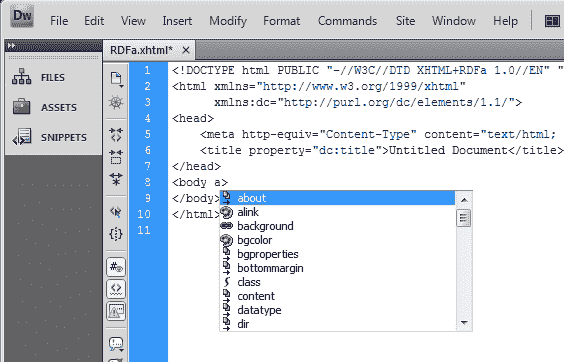 Dw File Edit View Insert Modify Format Commands Site Window Help
RDFa.xhtml*
FILES
ASSETS
SNIPPETS
1 <!DOCTYPE html PUBLIC "-//W3C//DTD XHTML+RDFa 1.0//EN" "
2 <html xmlns="http://www.w3.org/1999/xhtml"
3 xmlns:dc="http://purl.org/dc/elements/1.1/">
4 <head>
5 <meta http-equiv="Content-Type" content="text/html;
6 <title property="dc:title">Untitled Document</title>
7 </head>
8 <body a>
9 </body>
10 </html>
11
about
alink
background
bgcolor
bgproperties
bottommargin
class
content
datatype
dir